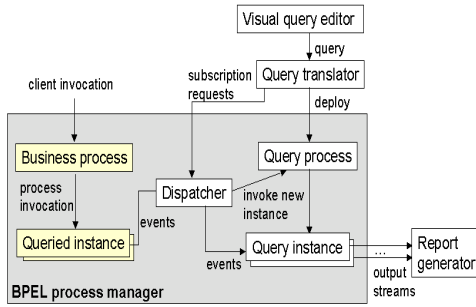 Visual query editor
query
subscription
requests
Query translator
client invocation
deploy
Business process
Query process
process
invocation
Dispatcher
invoke new
instance
events
Queried instance
Query instance
events
...
Report
generator
output
streams
BPEL process manager